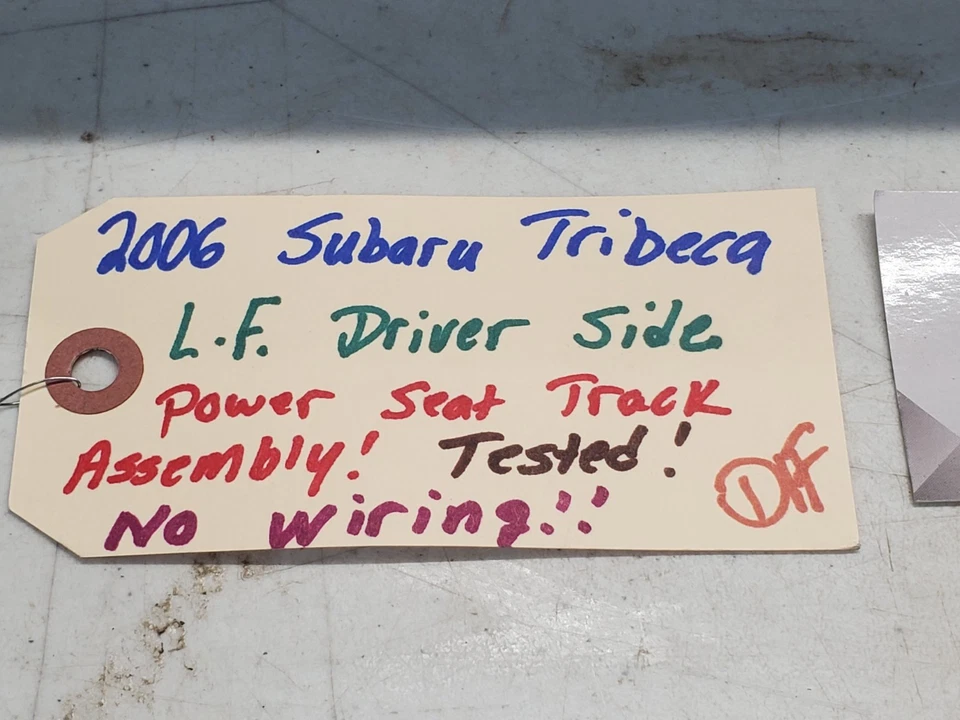 2006 Subaru Tribeca
L.F. Driver Side
Power Seat Track
Assembly! Tested!
No Wiring!!